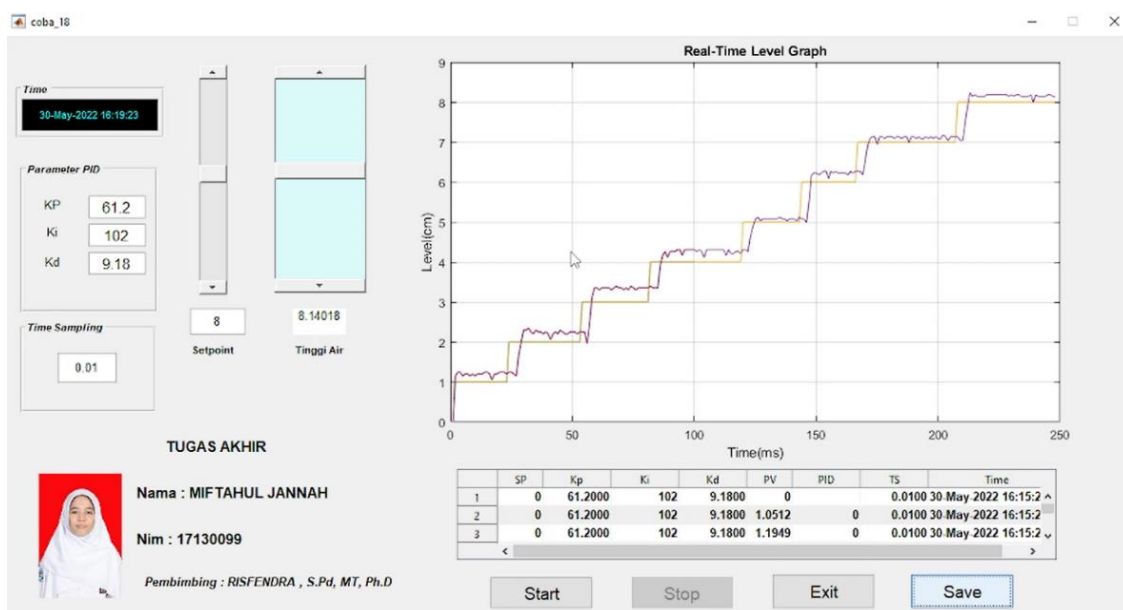 coba_18
Time
30-May-2022 16:19:23
Parameter PID
KP 61.2
Ki 102
Kd 9.18
Time Sampling
0.01
8
Setpoint
8.14018
Tinggi Air
Real-Time Level Graph
Level(cm)
9
8
7
6
5
4
3
2
1
0
0 50 100 150 200 250
Time(ms)
TUGAS AKHIR
Nama : MIFTAHUL JANNAH
Nim : 17130099
Pembimbing : RISFENDRA , S.Pd, MT, Ph.D
SP Kp Ki Kd PV PID TS Time
1 0 61.2000 102 9.1800 0 0.0100 30-May-2022 16:15:2
2 0 61.2000 102 9.1800 1.0512 0 0.0100 30-May-2022 16:15:2
3 0 61.2000 102 9.1800 1.1949 0 0.0100 30-May-2022 16:15:2
Start Stop Exit Save